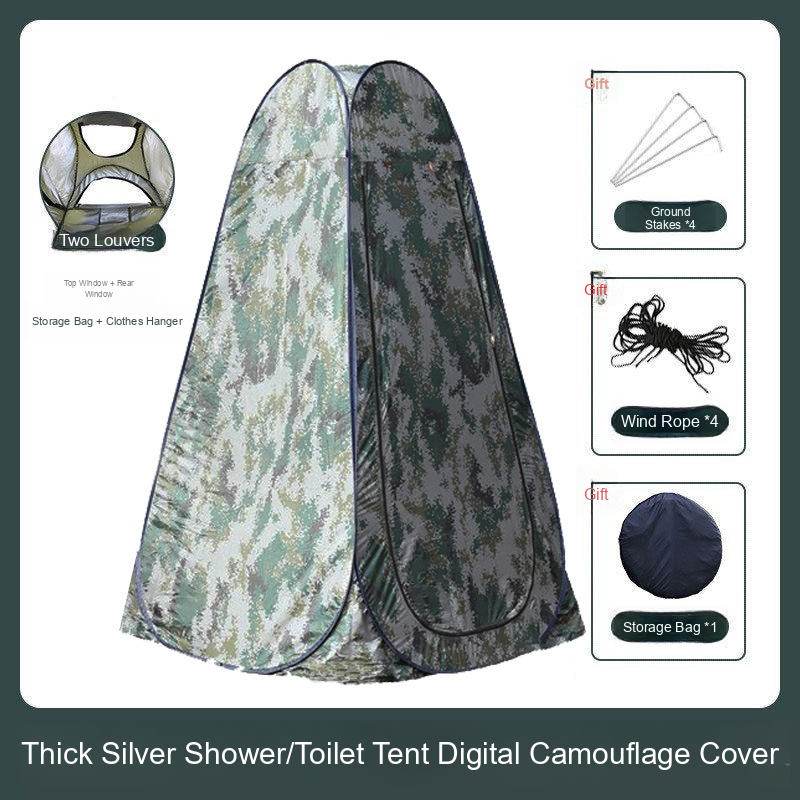 Two Louvers
Top Window + Rear
Window
Storage Bag + Clothes Hanger
Gift
Ground
Stakes *4
Gift
Wind Rope *4
Gift
Storage Bag *1
Thick Silver Shower/Toilet Tent Digital Camouflage Cover